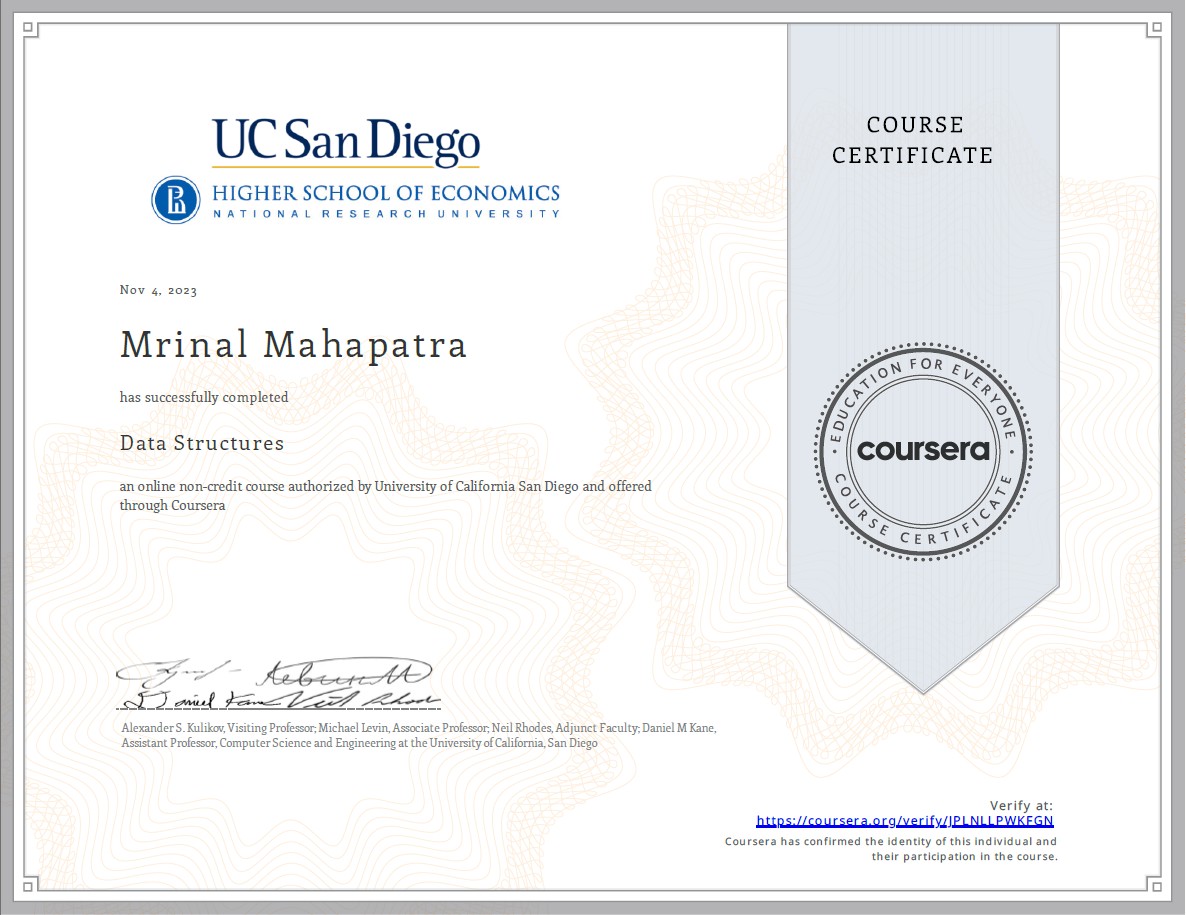 UC San Diego
HIGHER SCHOOL OF ECONOMICS
NATIONAL RESEARCH UNIVERSITY
Nov 4, 2023
Mrinal Mahapatra
has successfully completed
Data Structures
an online non-credit course authorized by University of California San Diego and offered
through Coursera
Daniel Kane Neil Rhodes
Alexander S. Kulikov, Visiting Professor; Michael Levin, Associate Professor; Neil Rhodes, Adjunct Faculty; Daniel M Kane,
Assistant Professor, Computer Science and Engineering at the University of California, San Diego
COURSE
CERTIFICATE
EDUCATION FOR EVERYONE
coursera
COURSE CERTIFICATE
Verify at:
https://coursera.org/verify/JPLNLLPWKFGN
Coursera has confirmed the identity of this individual and
their participation in the course.